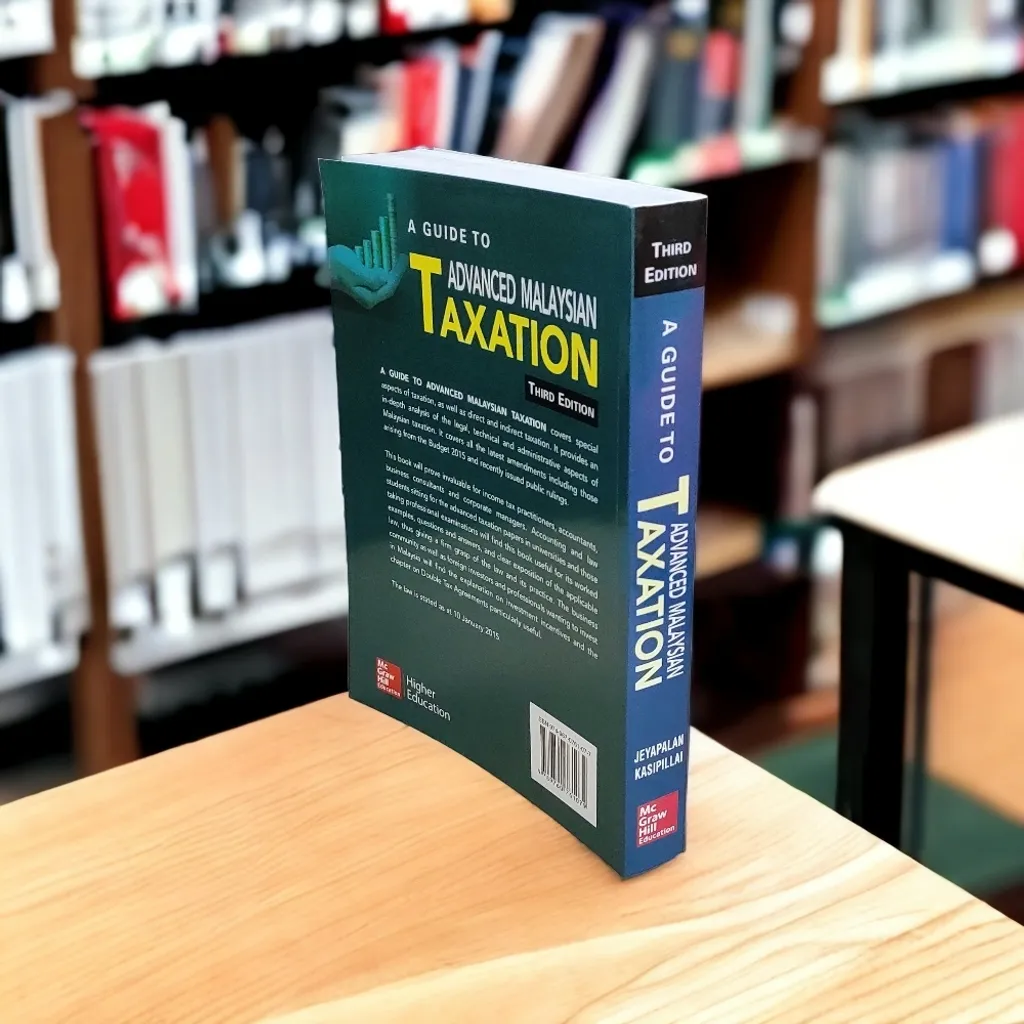 A GUIDE TO
ADVANCED MALAYSIAN
TAXATION
THIRD EDITION
A GUIDE TO ADVANCED MALAYSIAN TAXATION covers special
aspects of taxation, as well as direct and indirect taxation. It provides an
in-depth analysis of the legal, technical and administrative aspects of
Malaysian taxation. It covers all the latest amendments including those
arising from the Budget 2015 and recently issued public rulings.
This book will prove invaluable for income tax practitioners, accountants,
business consultants and corporate managers. Accounting and law
students sitting for the advanced taxation papers in universities and those
taking professional examinations will find this book useful for its worked
examples, questions and answers, and clear exposition of the applicable
law, thus giving a firm grasp of the law and its practice. The business
community as well as foreign investors and professionals wanting to invest
in Malaysia will find the explanation on investment incentives and the
chapter on Double Tax Agreements particularly useful.
The law is stated as at 10 January 2015.
Mc
Graw
Hill
Education
Higher
Education
THIRD
EDITION
A GUIDE TO
ADVANCED MALAYSIAN
TAXATION
JEYAPALAN
KASIPILLAI
Mc
Graw
Hill
Education